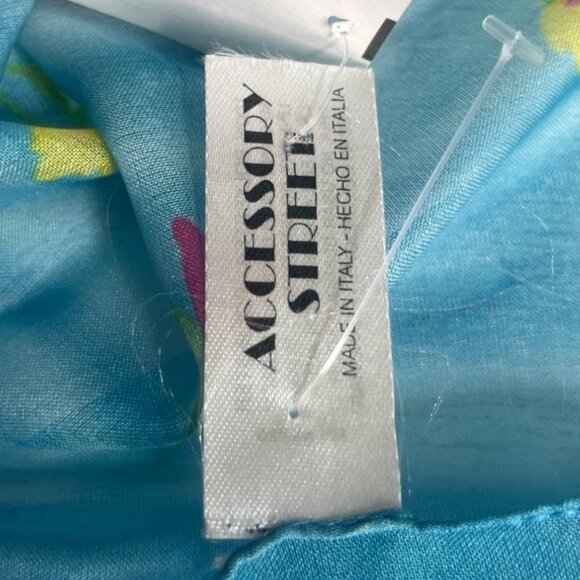 ACCESSORY
STREET
MADE IN ITALY - HECHO EN ITALIA